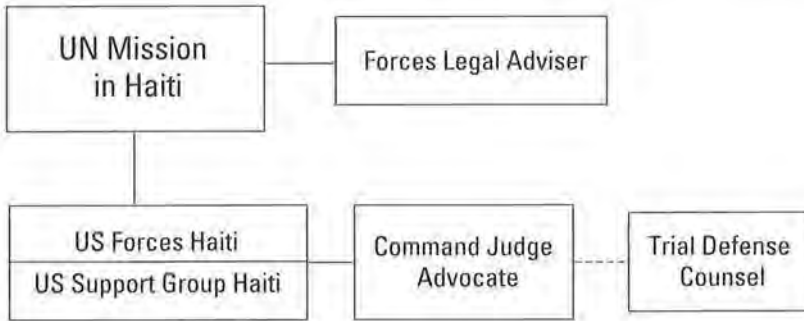 UN Mission
in Haiti
Forces Legal Adviser
US Forces Haiti
US Support Group Haiti
Command Judge
Advocate
Trial Defense
Counsel